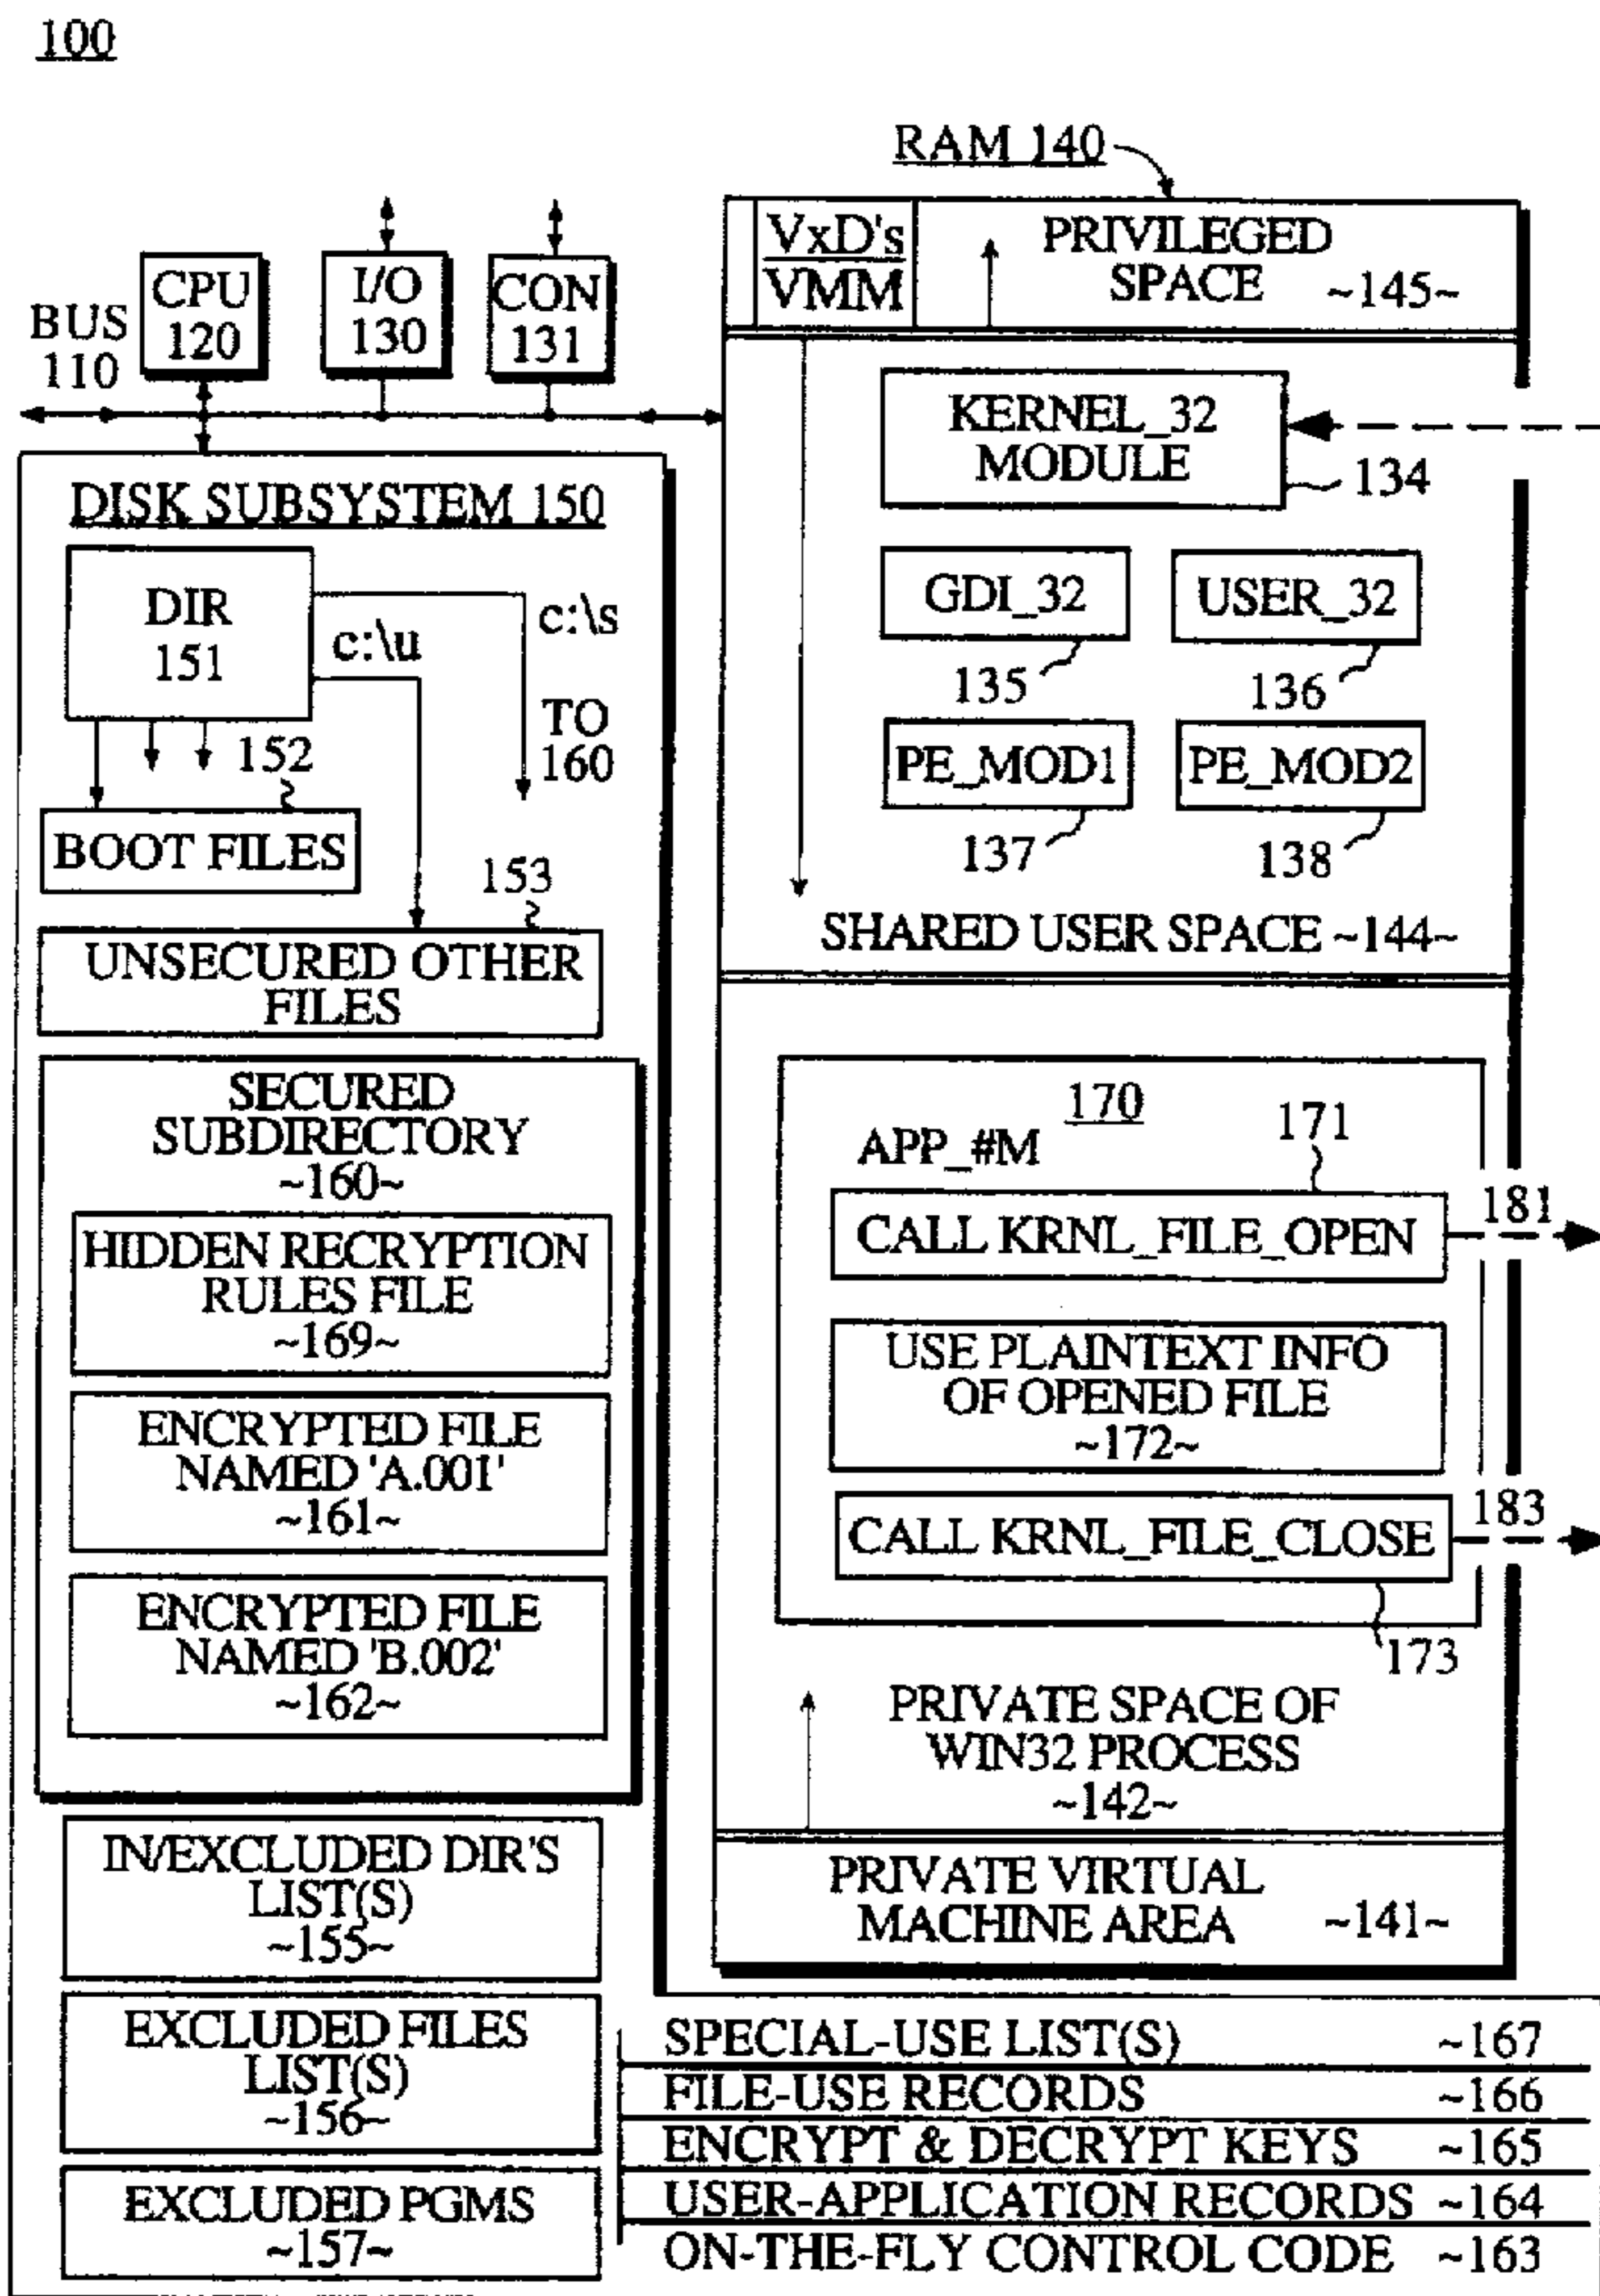 100
RAM 140
VxD's
VMM
PRIVILEGED
SPACE ~145~
CPU
120
I/O
130
CON
131
BUS
110
KERNEL_32
MODULE
134
GDI_32
135
USER_32
136
PE_MOD1
137
PE_MOD2
138
SHARED USER SPACE ~144~
DISK SUBSYSTEM 150
DIR
151
c:\u
c:\s
TO
160
152
BOOT FILES
153
UNSECURED OTHER
FILES
SECURED
SUBDIRECTORY
~160~
HIDDEN RECRYPTION
RULES FILE
~169~
ENCRYPTED FILE
NAMED 'A.001'
~161~
ENCRYPTED FILE
NAMED 'B.002'
~162~
170
APP_#M
171
CALL KRNL_FILE_OPEN
181
USE PLAINTEXT INFO
OF OPENED FILE
~172~
CALL KRNL_FILE_CLOSE
183
173
PRIVATE SPACE OF
WIN32 PROCESS
~142~
PRIVATE VIRTUAL
MACHINE AREA ~141~
IN/EXCLUDED DIR'S
LIST(S)
~155~
EXCLUDED FILES
LIST(S)
~156~
EXCLUDED PGMS
~157~
SPECIAL-USE LIST(S) ~167
FILE-USE RECORDS ~166
ENCRYPT & DECRYPT KEYS ~165
USER-APPLICATION RECORDS ~164
ON-THE-FLY CONTROL CODE ~163